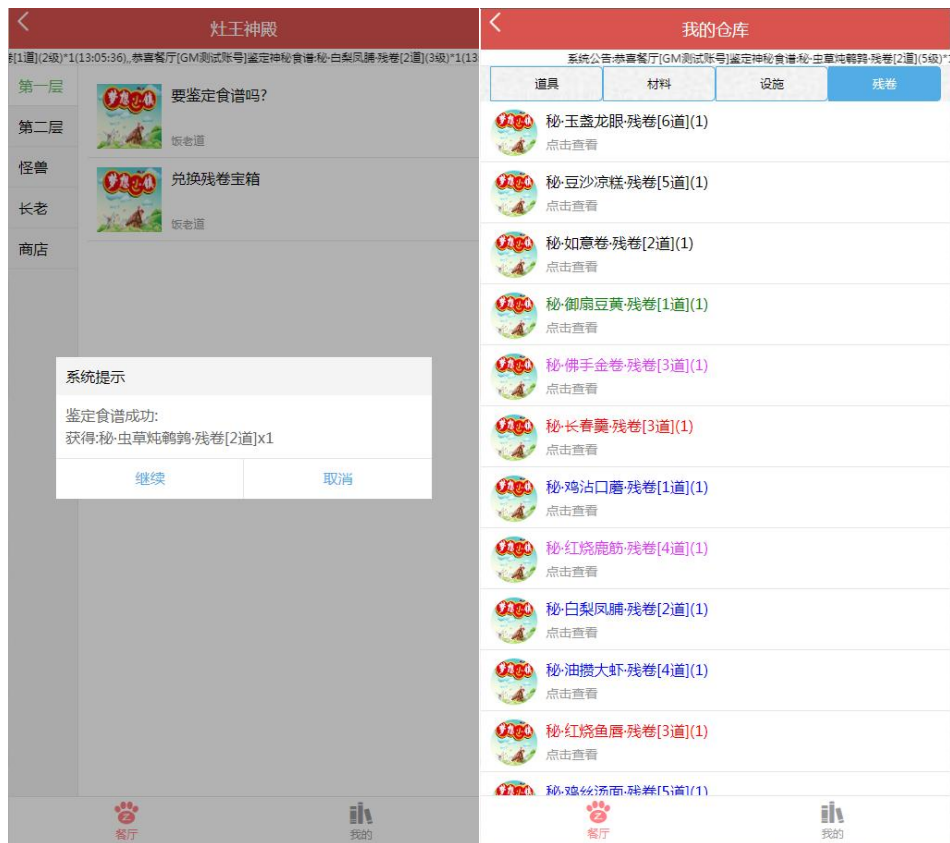 灶王神殿
[1道](2级)*1(13:05:36),,恭喜餐厅[GM测试账号]鉴定神秘食谱:秘·白梨凤脯·残卷[2道](3级)*1(13
第一层
第二层
怪兽
长老
商店
要鉴定食谱吗?
饭老道
兑换残卷宝箱
饭老道
系统提示
鉴定食谱成功:
获得:秘·虫草炖鹌鹑·残卷[2道]x1
继续
取消
餐厅
我的
我的仓库
系统公告:恭喜餐厅[GM测试账号]鉴定神秘食谱:秘·虫草炖鹌鹑·残卷[2道](5级)*
道具
材料
设施
残卷
秘·玉盏龙眼·残卷[6道](1)
点击查看
秘·豆沙凉糕·残卷[5道](1)
点击查看
秘·如意卷·残卷[2道](1)
点击查看
秘·御扇豆黄·残卷[1道](1)
点击查看
秘·佛手金卷·残卷[3道](1)
点击查看
秘·长春羹·残卷[3道](1)
点击查看
秘·鸡沾口蘑·残卷[1道](1)
点击查看
秘·红烧鹿筋·残卷[4道](1)
点击查看
秘·白梨凤脯·残卷[2道](1)
点击查看
秘·油攒大虾·残卷[4道](1)
点击查看
秘·红烧鱼唇·残卷[3道](1)
点击查看
秘·鸡丝汤面·残卷[5道](1)
餐厅
我的